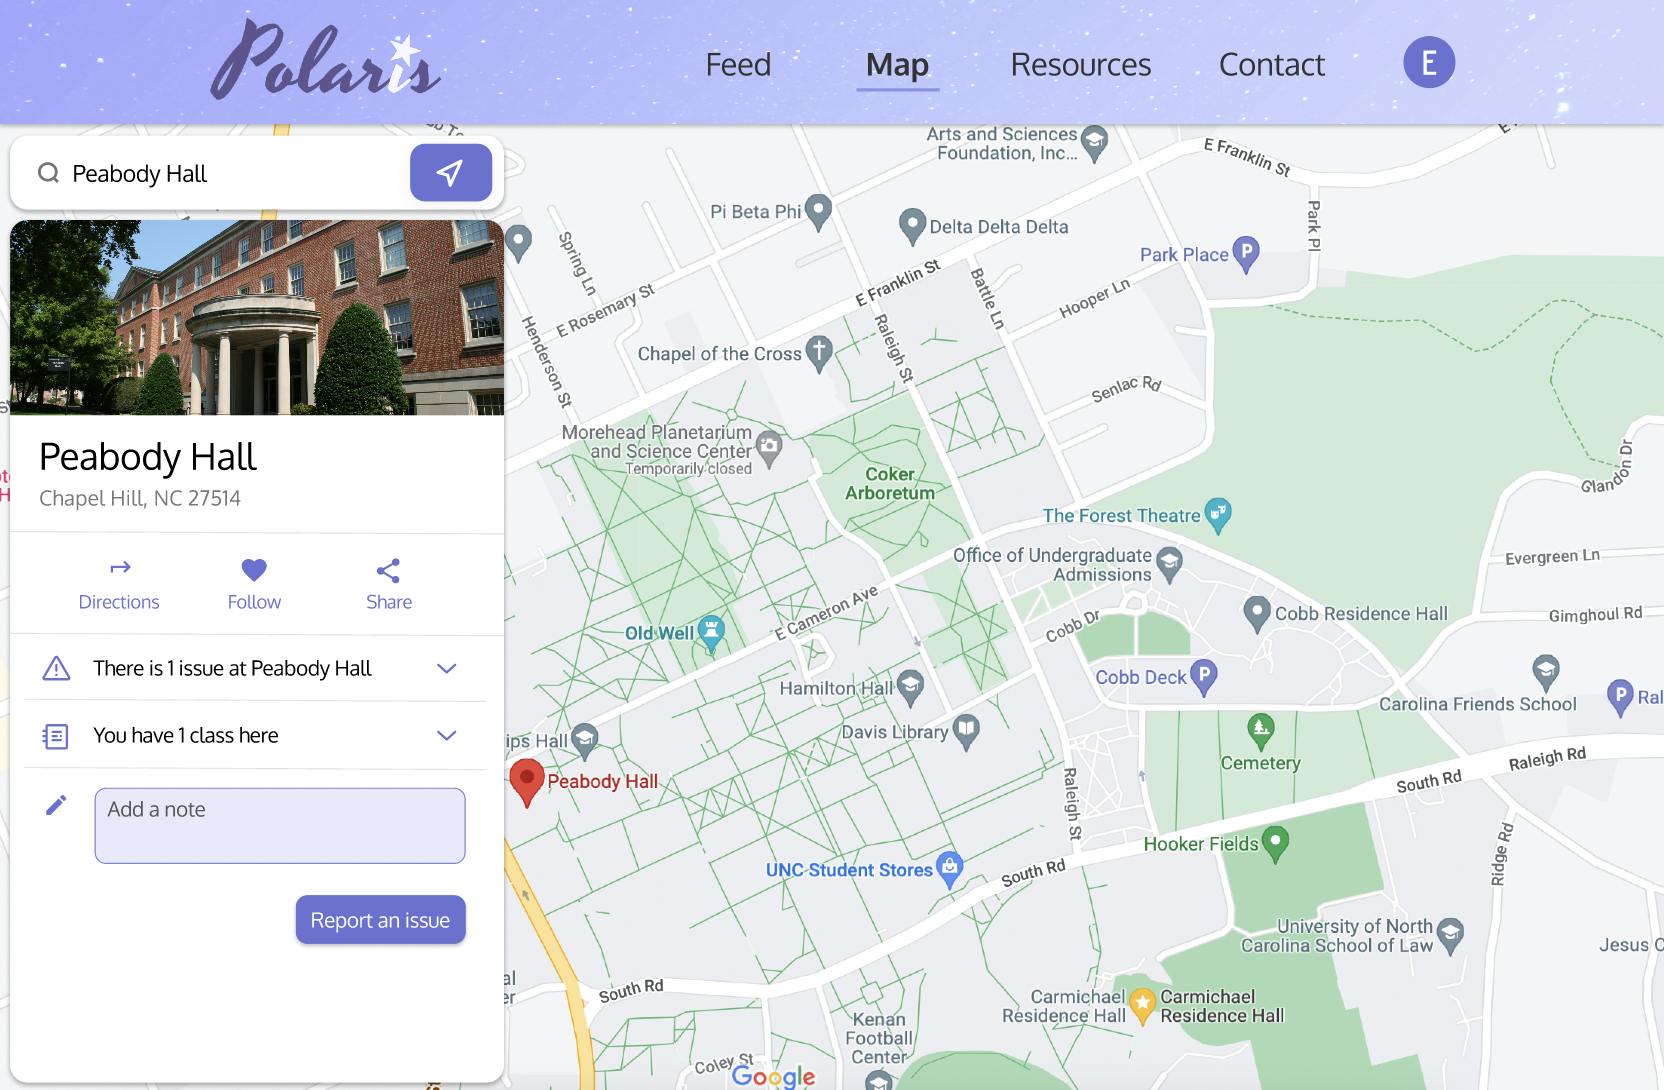 Polaris
Feed
Map
Resources
Contact
E
Peabody Hall
Peabody Hall
Chapel Hill, NC 27514
Directions
Follow
Share
There is 1 issue at Peabody Hall
You have 1 class here
Add a note
Report an issue
Arts and Sciences
Foundation, Inc...
E Franklin St
Park Pl
Pi Beta Phi
Delta Delta Delta
Park Place
P
Spring Ln
E Rosemary St
E Franklin St
Battle Ln
Hooper Ln
Henderson St
Raleigh St
Chapel of the Cross
Senlac Rd
Morehead Planetarium
and Science Center
Temporarily closed
Coker
Arboretum
Glandon Dr
The Forest Theatre
Office of Undergraduate
Admissions
Evergreen Ln
E Cameron Ave
Cobb Residence Hall
Gimghoul Rd
Old Well
Cobb Dr
Cobb Deck
P
Hamilton Hall
Carolina Friends School
P
Ral
Davis Library
ips Hall
Cemetery
Peabody Hall
Raleigh St
South Rd
Raleigh Rd
Hooker Fields
Ridge Rd
UNC Student Stores
South Rd
University of North
Carolina School of Law
Jesus C
al
er
South Rd
Carmichael
Residence Hall
Carmichael
Residence Hall
Kenan
Football
Center
Coley St
Google